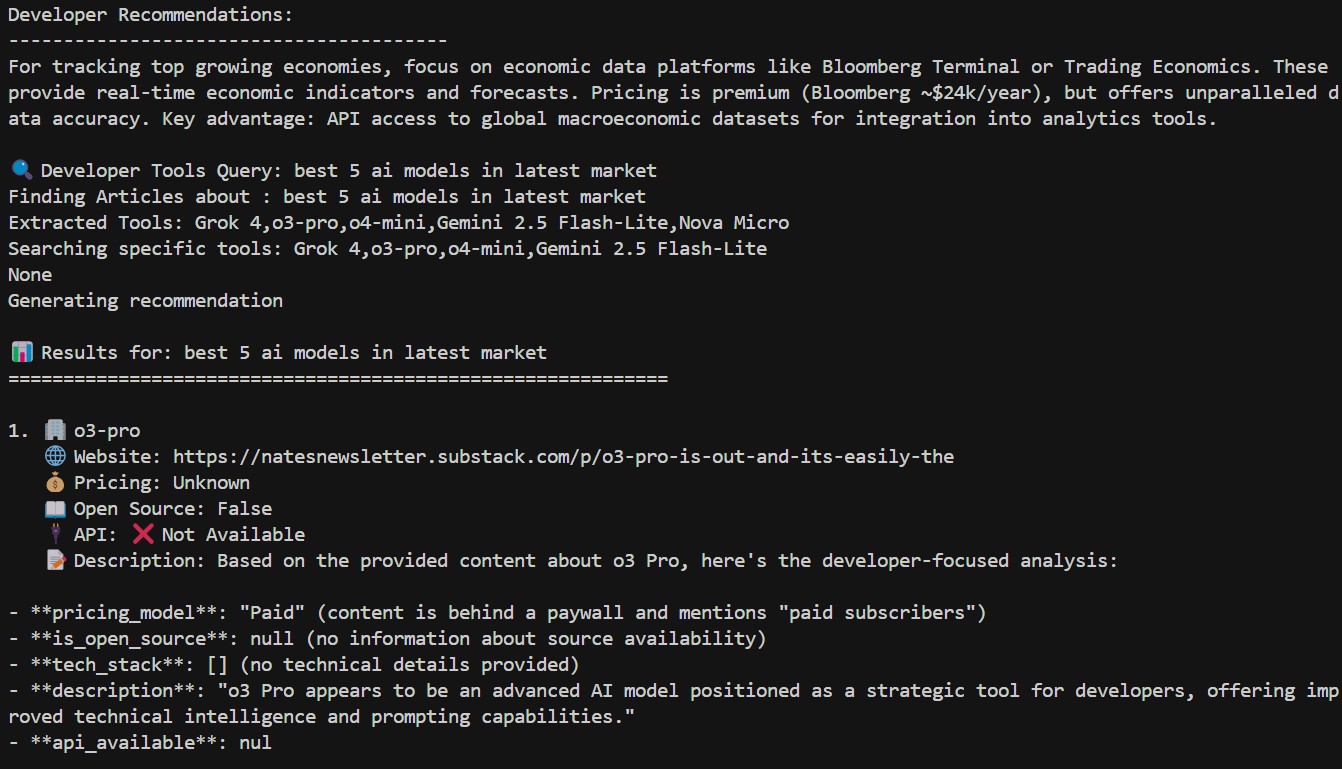 Developer Recommendations:
----------------------------------------
For tracking top growing economies, focus on economic data platforms like Bloomberg Terminal or Trading Economics. These
provide real-time economic indicators and forecasts. Pricing is premium (Bloomberg ~$24k/year), but offers unparalleled d
ata accuracy. Key advantage: API access to global macroeconomic datasets for integration into analytics tools.
🔍 Developer Tools Query: best 5 ai models in latest market
Finding Articles about : best 5 ai models in latest market
Extracted Tools: Grok 4,o3-pro,o4-mini,Gemini 2.5 Flash-Lite,Nova Micro
Searching specific tools: Grok 4,o3-pro,o4-mini,Gemini 2.5 Flash-Lite
None
Generating recommendation
📊 Results for: best 5 ai models in latest market
============================================================
1. 🏢 o3-pro
🌐 Website: https://natesnewsletter.substack.com/p/o3-pro-is-out-and-its-easily-the
💰 Pricing: Unknown
📖 Open Source: False
🔌 API: ❌ Not Available
📝 Description: Based on the provided content about o3 Pro, here's the developer-focused analysis:
- **pricing_model**: "Paid" (content is behind a paywall and mentions "paid subscribers")
- **is_open_source**: null (no information about source availability)
- **tech_stack**: [] (no technical details provided)
- **description**: "o3 Pro appears to be an advanced AI model positioned as a strategic tool for developers, offering imp
roved technical intelligence and prompting capabilities."
- **api_available**: nul